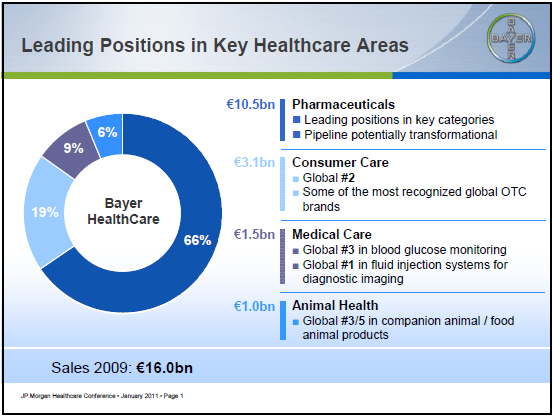 Leading Positions in Key Healthcare Areas
BAYER
BAYER
6%
9%
19%
66%
Bayer
HealthCare
€10.5bn
Pharmaceuticals
■ Leading positions in key categories
■ Pipeline potentially transformational
€3.1bn
Consumer Care
■ Global #2
■ Some of the most recognized global OTC
brands
€1.5bn
Medical Care
■ Global #3 in blood glucose monitoring
■ Global #1 in fluid injection systems for
diagnostic imaging
€1.0bn
Animal Health
■ Global #3/5 in companion animal / food
animal products
Sales 2009: €16.0bn
JP Morgan Healthcare Conference • January 2011 • Page 1